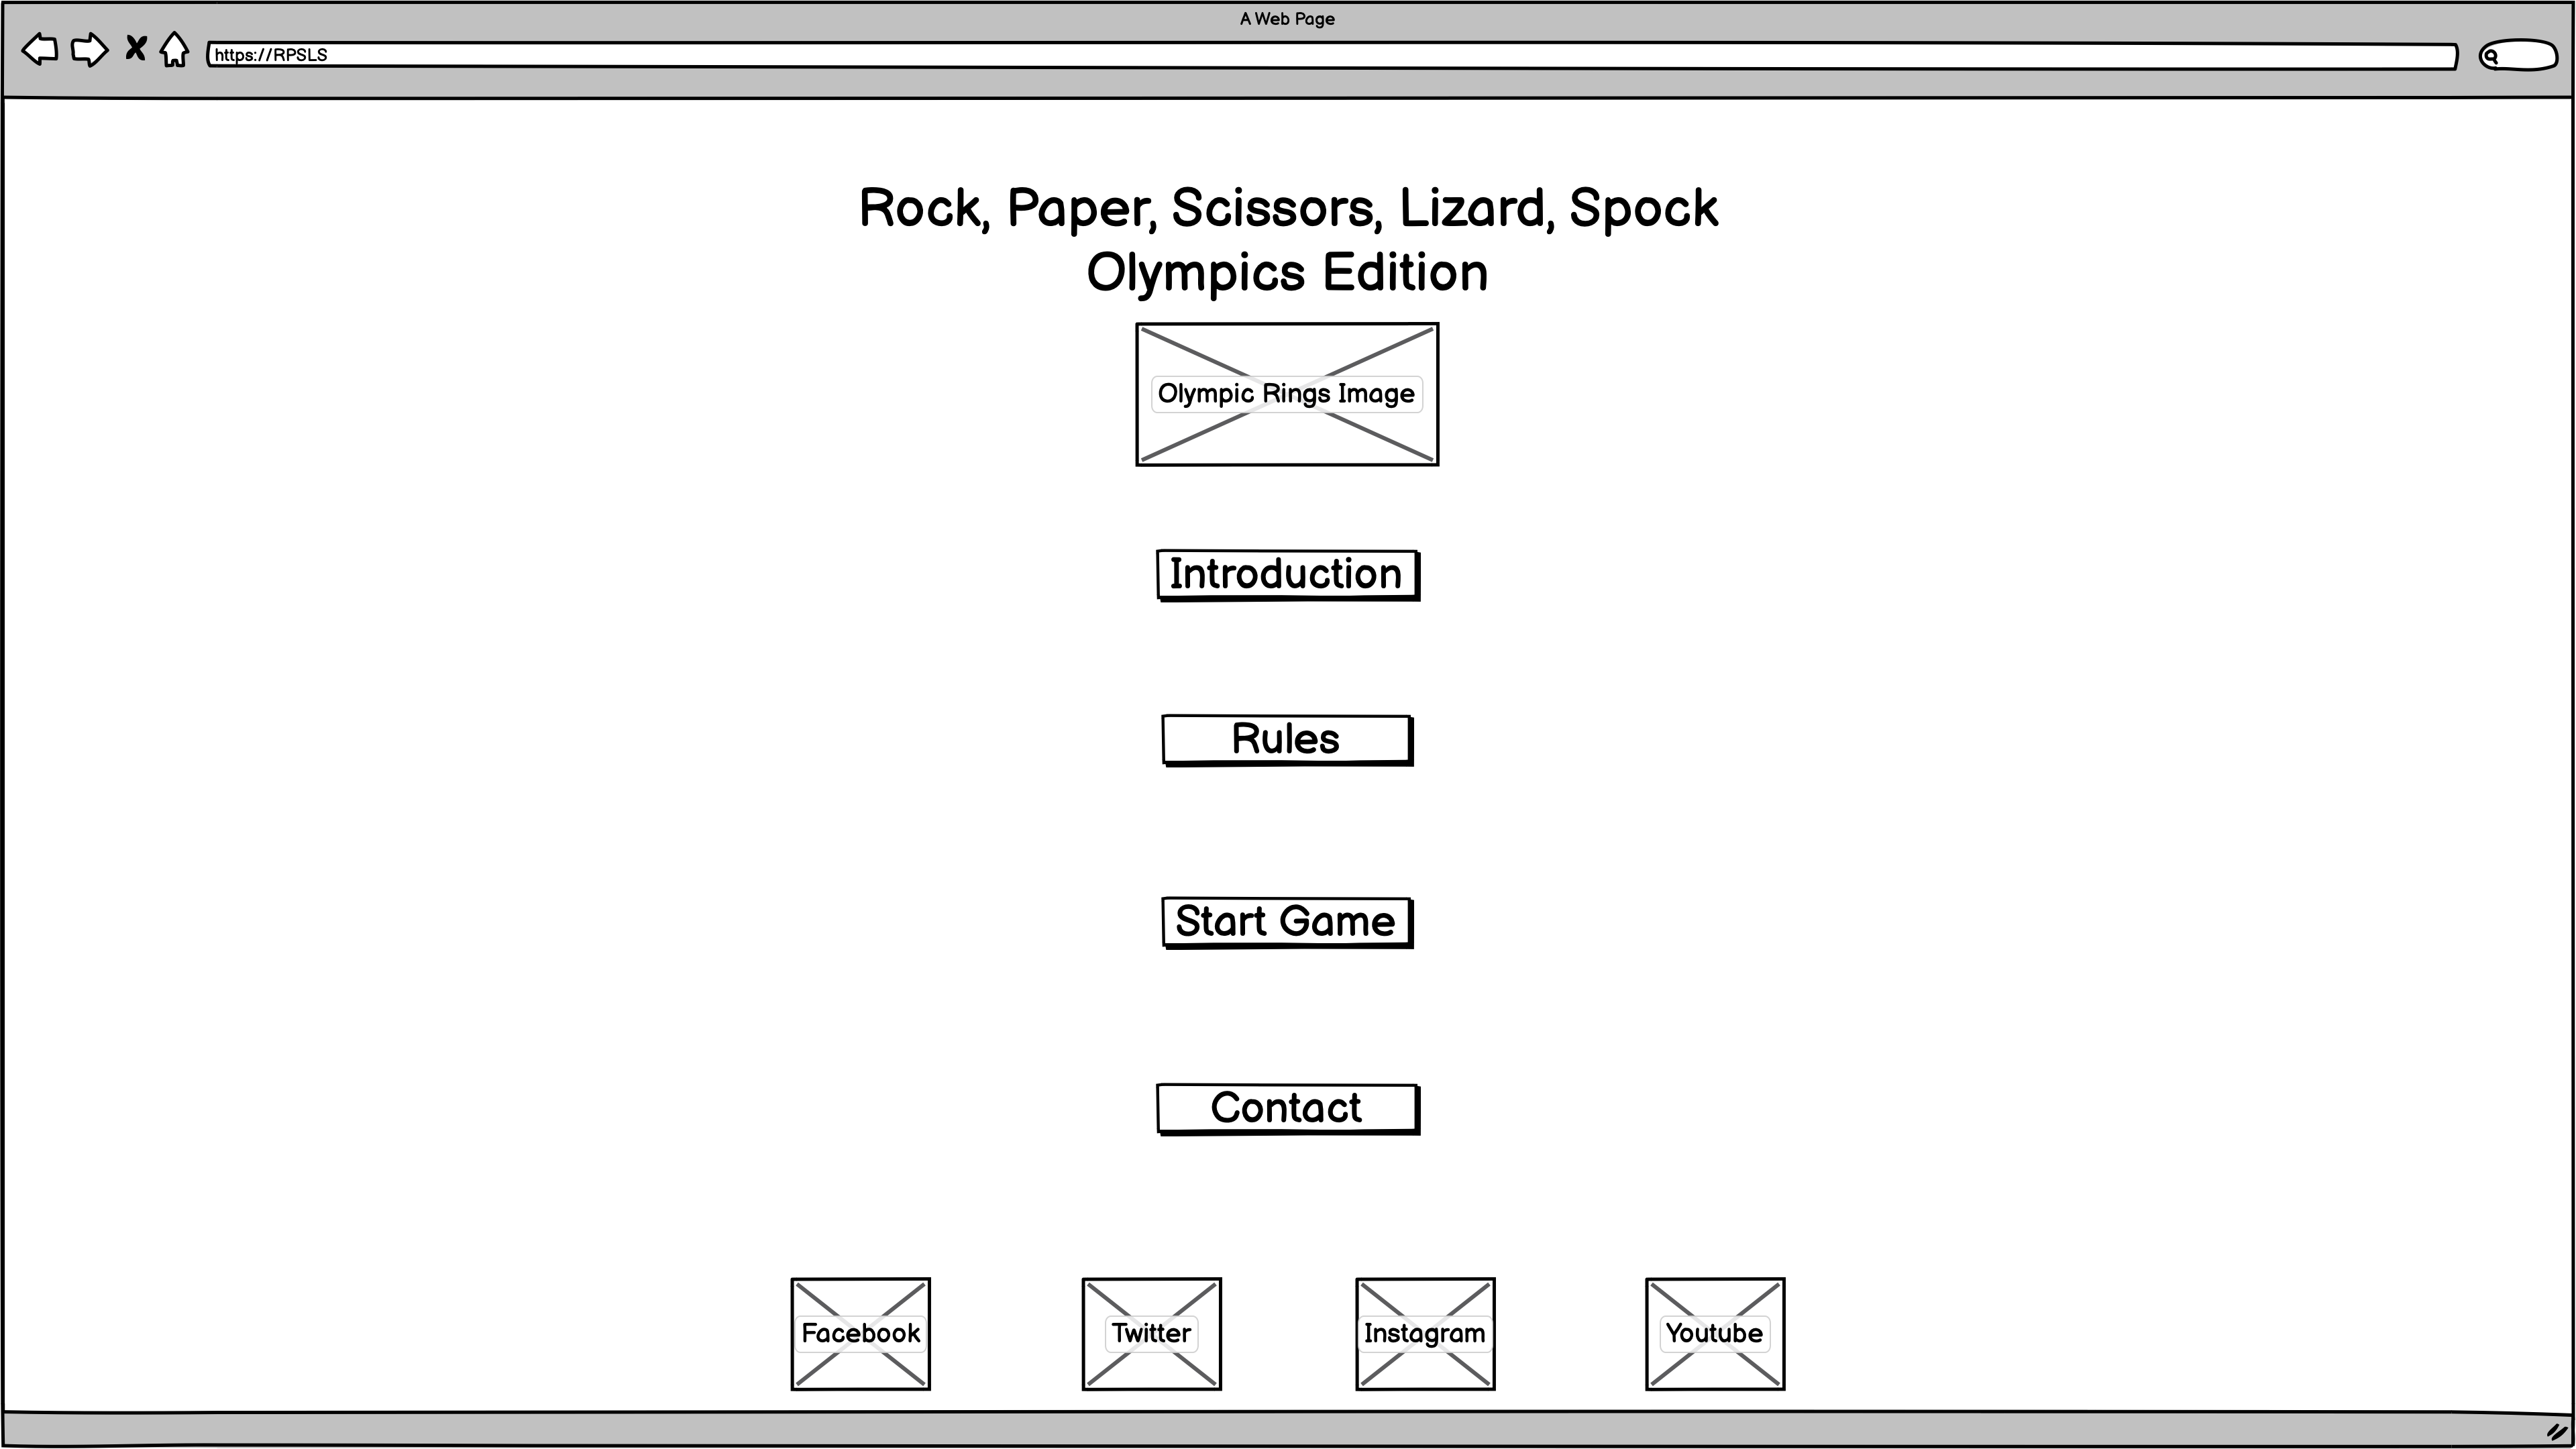 A Web Page
https://RPSLS
Rock, Paper, Scissors, Lizard, Spock
Olympics Edition
Olympic Rings Image
Introduction
Rules
Start Game
Contact
Facebook
Twitter
Instagram
Youtube